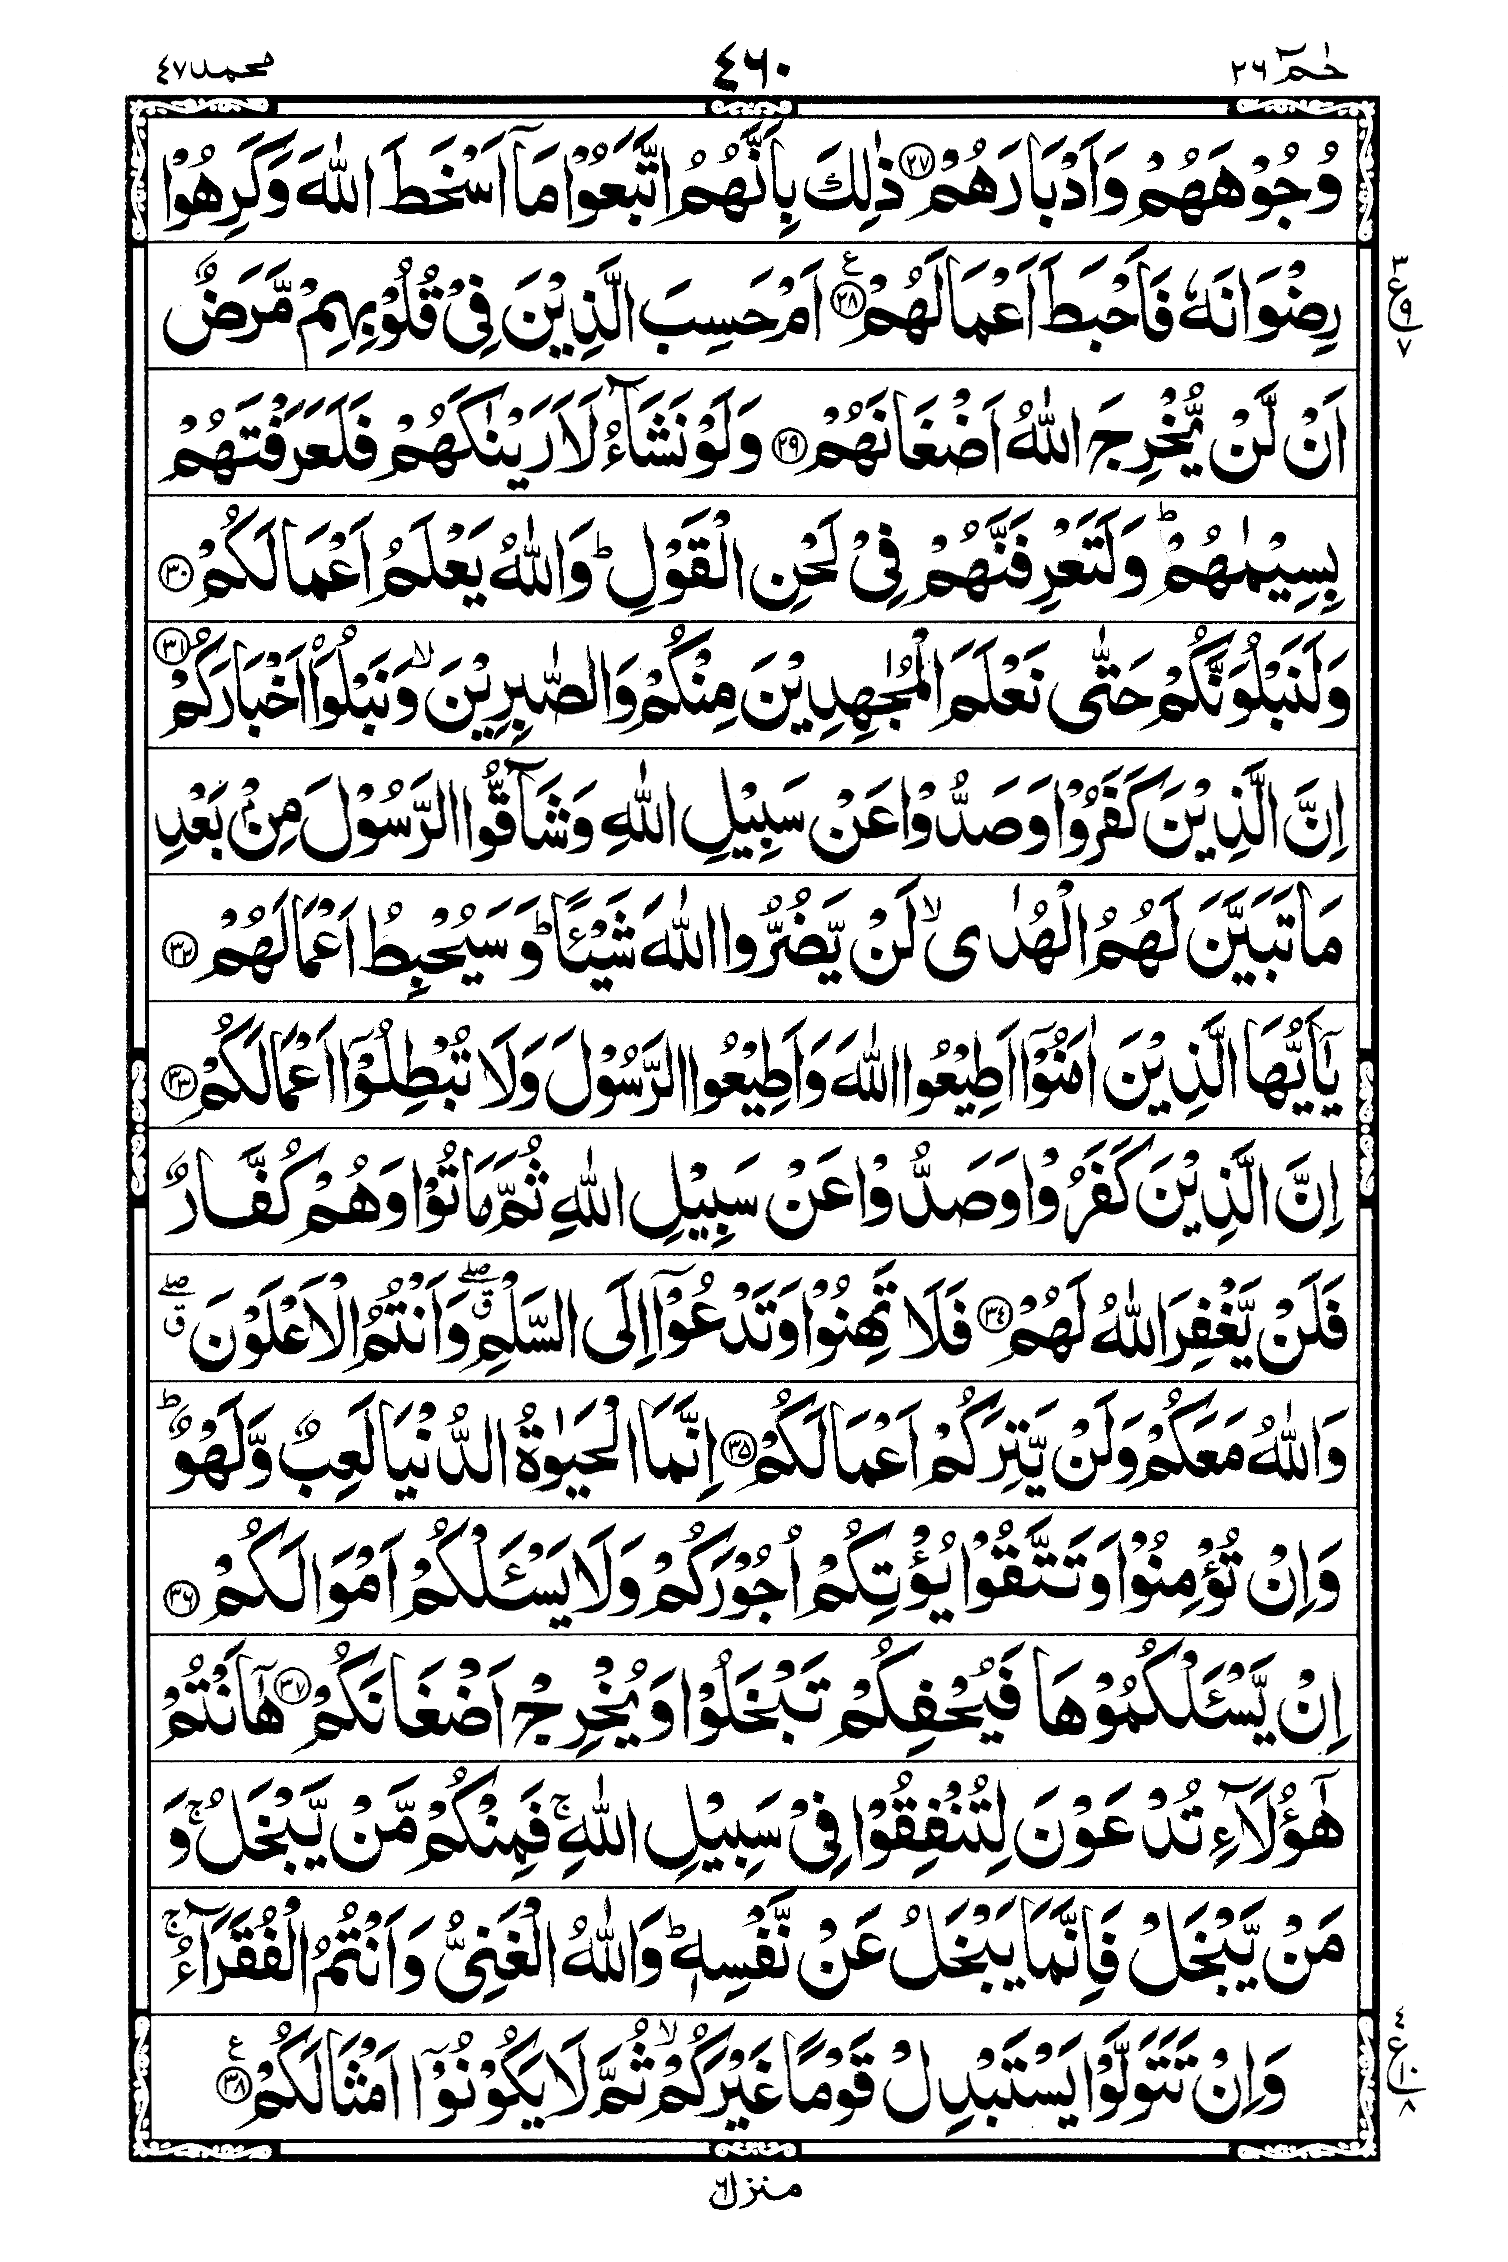 حٰمٓ ٢٦
٤٦٠
محمد ٤٧
وُجُوْهَهُمْ وَاَدْبَارَهُمْ ٢٧ ذٰلِكَ بِاَنَّهُمُ اتَّبَعُوْا مَاۤ اَسْخَطَ اللّٰهَ وَكَرِهُوْا
رِضْوَانَهٗ فَاَحْبَطَ اَعْمَالَهُمْ ٢٨ ع اَمْ حَسِبَ الَّذِيْنَ فِيْ قُلُوْبِهِمْ مَّرَضٌ
٣ ع ٩ ٧
اَنْ لَّنْ يُّخْرِجَ اللّٰهُ اَضْغَانَهُمْ ٢٩ وَلَوْ نَشَآءُ لَاَرَيْنٰكَهُمْ فَلَعَرَفْتَهُمْ
بِسِيْمٰهُمْ ؕ وَلَتَعْرِفَنَّهُمْ فِيْ لَحْنِ الْقَوْلِ ؕ وَاللّٰهُ يَعْلَمُ اَعْمَالَكُمْ ٣٠
وَلَنَبْلُوَنَّكُمْ حَتّٰى نَعْلَمَ الْمُجٰهِدِيْنَ مِنْكُمْ وَالصّٰبِرِيْنَ ۙ وَنَبْلُوَا۟ اَخْبَارَكُمْ ٣١
اِنَّ الَّذِيْنَ كَفَرُوْا وَصَدُّوْا عَنْ سَبِيْلِ اللّٰهِ وَشَآقُّوا الرَّسُوْلَ مِنْۢ بَعْدِ
مَا تَبَيَّنَ لَهُمُ الْهُدٰى ۙ لَنْ يَّضُرُّوا اللّٰهَ شَيْـًٔا ؕ وَسَيُحْبِطُ اَعْمَالَهُمْ ٣٢
يٰۤاَيُّهَا الَّذِيْنَ اٰمَنُوْۤا اَطِيْعُوا اللّٰهَ وَاَطِيْعُوا الرَّسُوْلَ وَلَا تُبْطِلُوْۤا اَعْمَالَكُمْ ٣٣
اِنَّ الَّذِيْنَ كَفَرُوْا وَصَدُّوْا عَنْ سَبِيْلِ اللّٰهِ ثُمَّ مَاتُوْا وَهُمْ كُفَّارٌ
فَلَنْ يَّغْفِرَ اللّٰهُ لَهُمْ ٣٤ فَلَا تَهِنُوْا وَتَدْعُوْۤا اِلَى السَّلْمِ ۖق وَاَنْتُمُ الْاَعْلَوْنَ ۖق
وَاللّٰهُ مَعَكُمْ وَلَنْ يَّتِرَكُمْ اَعْمَالَكُمْ ٣٥ اِنَّمَا الْحَيٰوةُ الدُّنْيَا لَعِبٌ وَّلَهْوٌ ؕ
وَاِنْ تُؤْمِنُوْا وَتَتَّقُوْا يُؤْتِكُمْ اُجُوْرَكُمْ وَلَا يَسْـَٔلْكُمْ اَمْوَالَكُمْ ٣٦
اِنْ يَّسْـَٔلْكُمُوْهَا فَيُحْفِكُمْ تَبْخَلُوْا وَيُخْرِجْ اَضْغَانَكُمْ ٣٧ هٰۤاَنْتُمْ
هٰۤؤُلَآءِ تُدْعَوْنَ لِتُنْفِقُوْا فِيْ سَبِيْلِ اللّٰهِ ۚ فَمِنْكُمْ مَّنْ يَّبْخَلُ ۚ وَ
مَنْ يَّبْخَلْ فَاِنَّمَا يَبْخَلُ عَنْ نَّفْسِهٖ ؕ وَاللّٰهُ الْغَنِيُّ وَاَنْتُمُ الْفُقَرَآءُ ۚ
وَاِنْ تَتَوَلَّوْا يَسْتَبْدِلْ قَوْمًا غَيْرَكُمْ ۙ ثُمَّ لَا يَكُوْنُوْۤا اَمْثَالَكُمْ ٣٨ ع
٤ ع ١٠ ٨
منزل ٦